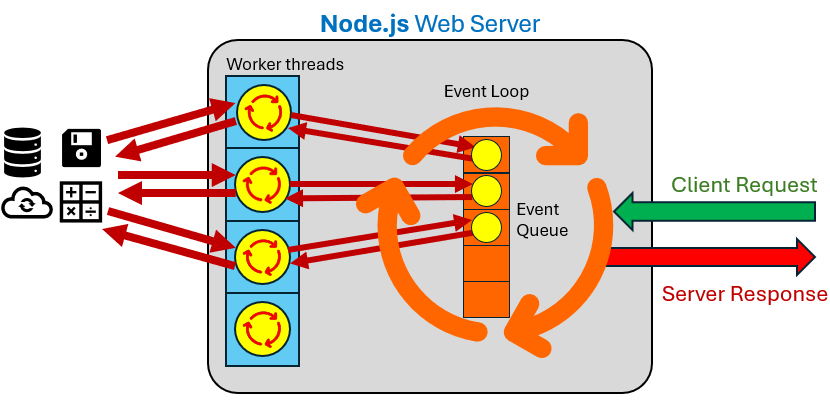 Node.js Web Server
Worker threads
Event Loop
Client Request
Event
Queue
Server Response